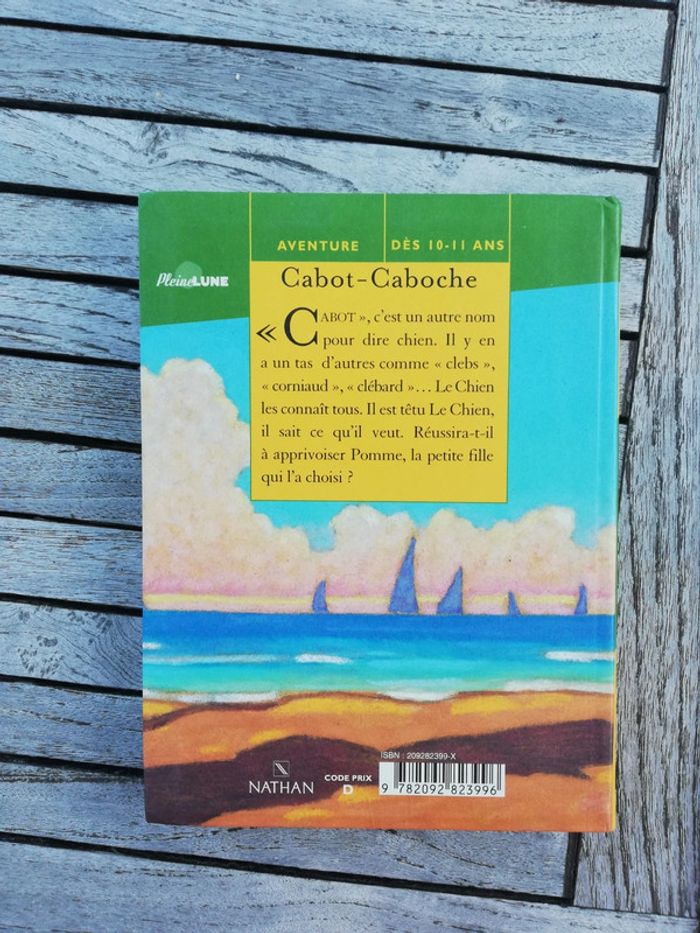 AVENTURE DÈS 10-11 ANS
Pleine LUNE
Cabot-Caboche
« CABOT », c'est un autre nom
pour dire chien. Il y en
a un tas d'autres comme « clebs »,
« corniaud », « clébard »... Le Chien
les connaît tous. Il est têtu Le Chien,
il sait ce qu'il veut. Réussira-t-il
à apprivoiser Pomme, la petite fille
qui l'a choisi ?
ISBN : 209282399-X
NATHAN
CODE PRIX
D
9 782092 823996